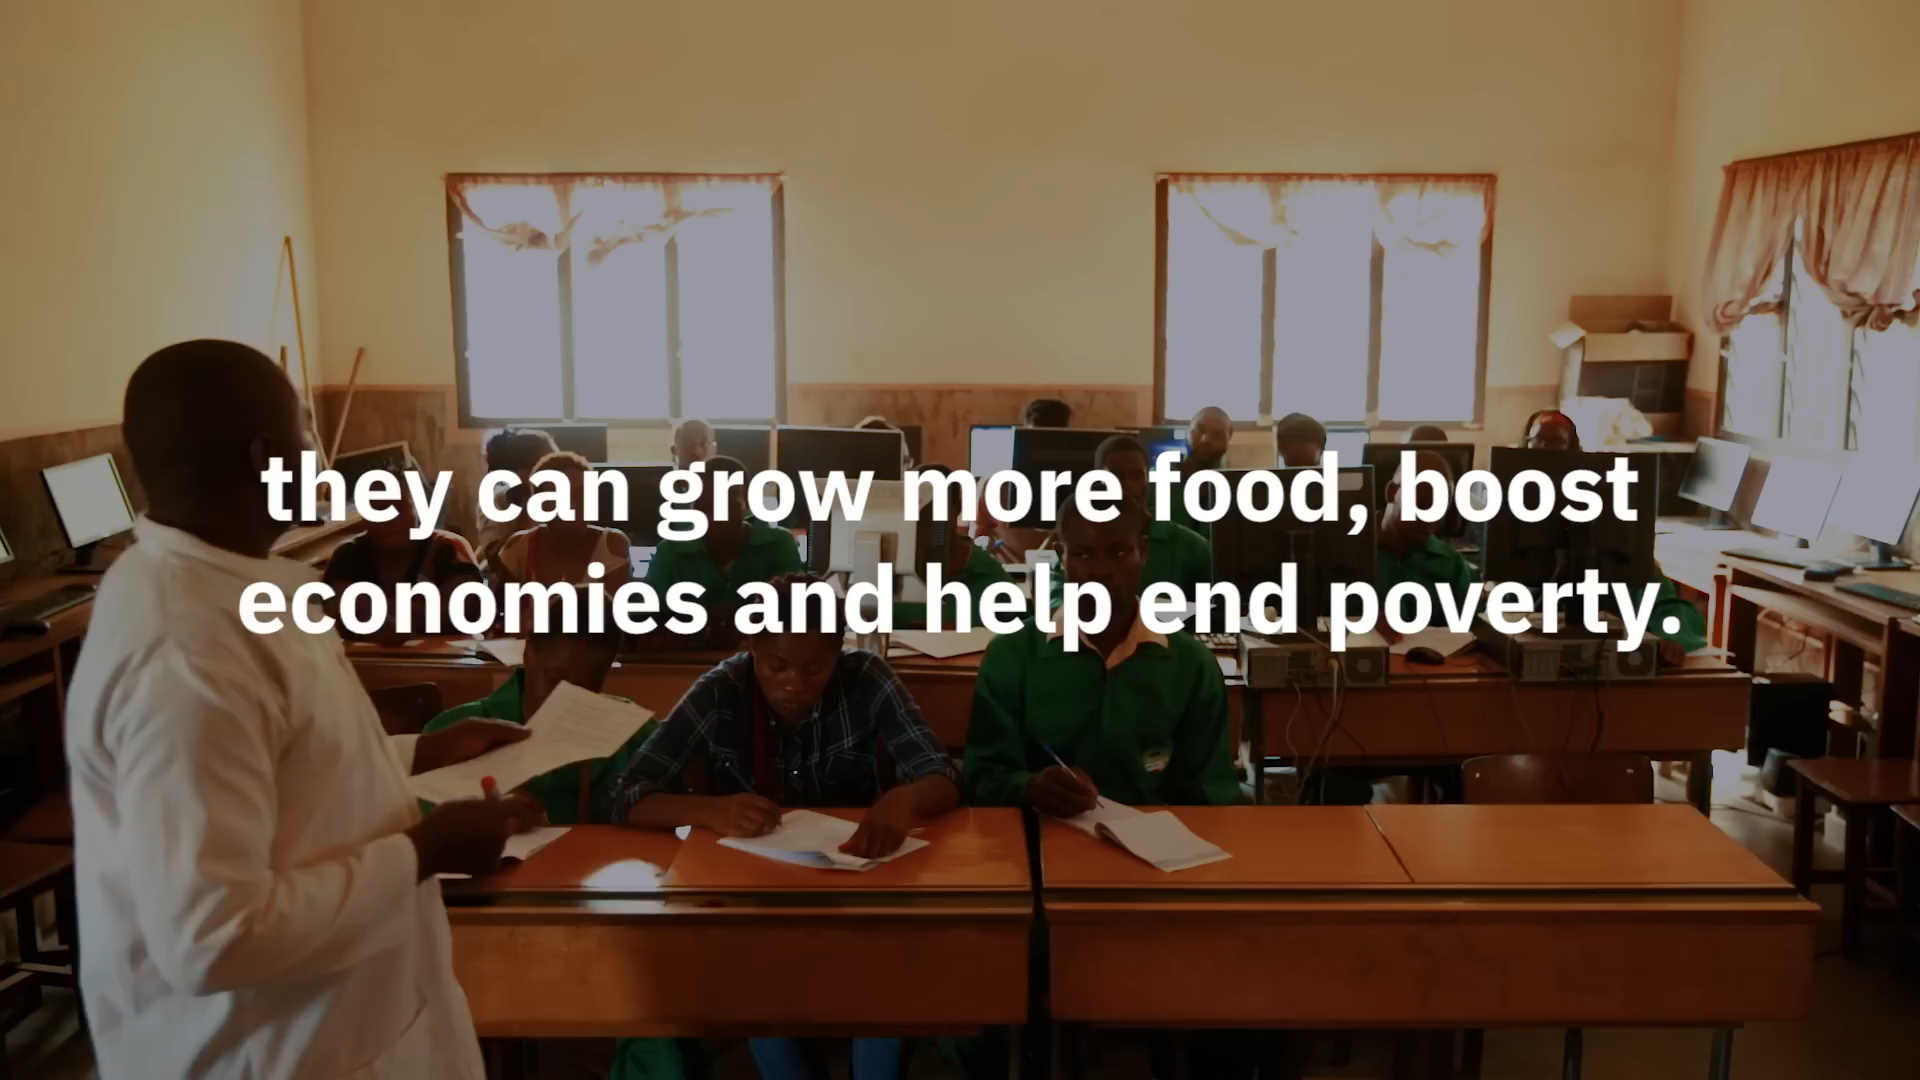 they can grow more food, boost
economies and help end poverty.